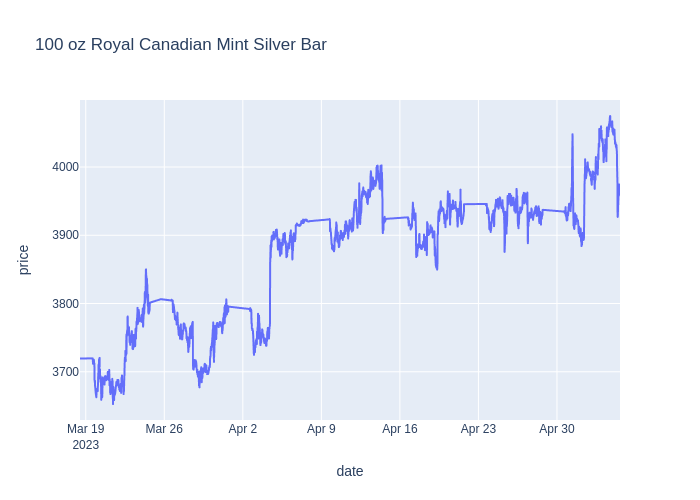 100 oz Royal Canadian Mint Silver Bar
price
4000
3900
3800
3700
Mar 19 Mar 26 Apr 2 Apr 9 Apr 16 Apr 23 Apr 30
2023
date